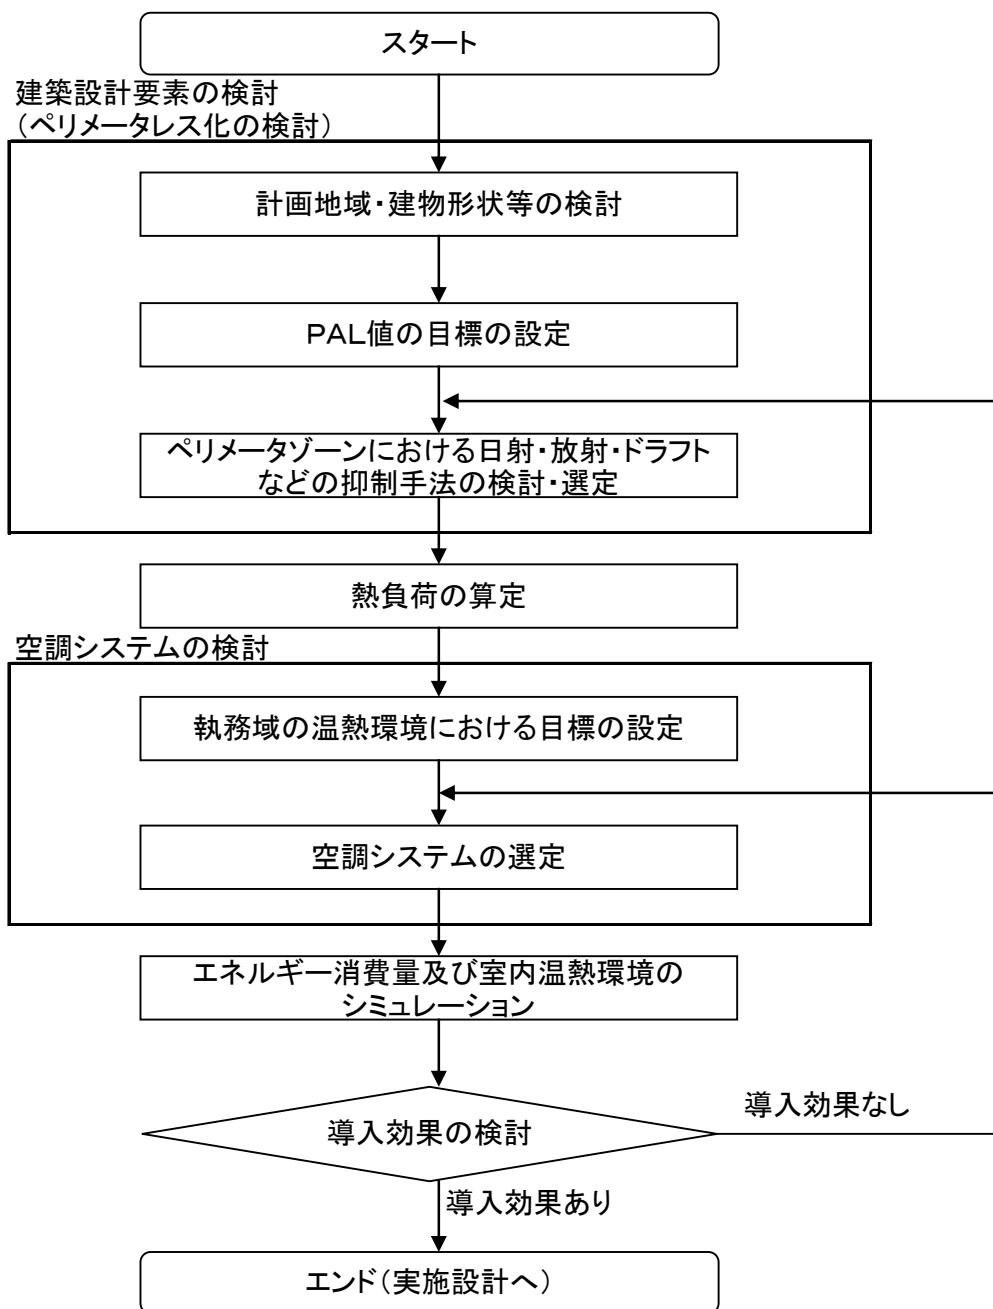 スタート
建築設計要素の検討
（ペリメータレス化の検討）
計画地域・建物形状等の検討
ＰＡＬ値の目標の設定
ペリメータゾーンにおける日射・放射・ドラフト
などの抑制手法の検討・選定
熱負荷の算定
空調システムの検討
執務域の温熱環境における目標の設定
空調システムの選定
エネルギー消費量及び室内温熱環境の
シミュレーション
導入効果の検討
導入効果なし
導入効果あり
エンド（実施設計へ）